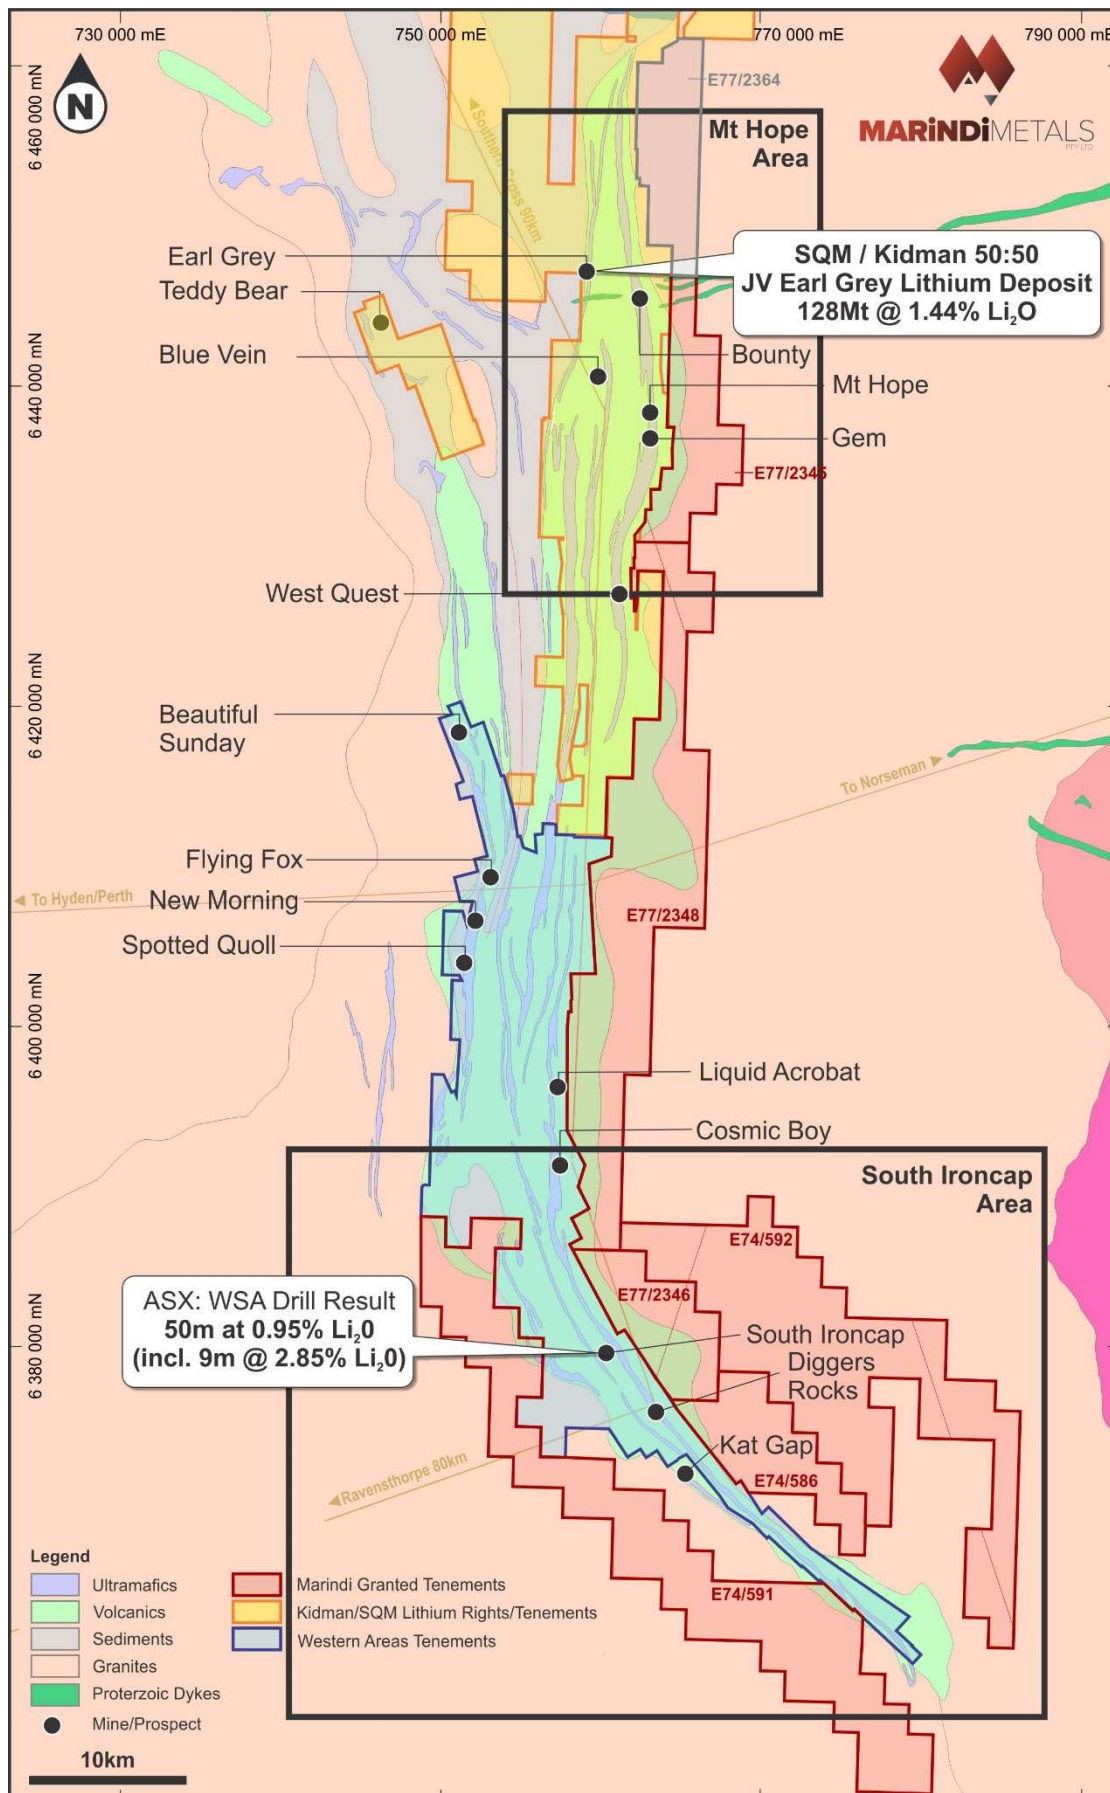 730 000 mE
750 000 mE
770 000 mE
790 000 mE
6 460 000 mN
6 440 000 mN
6 420 000 mN
6 400 000 mN
6 380 000 mN
N
MARiNDiMETALS
PTY LTD
E77/2364
Mt Hope
Area
Southern Cross 90km
Earl Grey
Teddy Bear
Blue Vein
SQM / Kidman 50:50
JV Earl Grey Lithium Deposit
128Mt @ 1.44% Li₂O
Bounty
Mt Hope
Gem
E77/2345
West Quest
Beautiful
Sunday
To Norseman
Flying Fox
To Hyden/Perth
New Morning
E77/2348
Spotted Quoll
Liquid Acrobat
Cosmic Boy
South Ironcap
Area
E74/592
E77/2346
ASX: WSA Drill Result
50m at 0.95% Li₂0
(incl. 9m @ 2.85% Li₂0)
South Ironcap
Diggers
Rocks
Kat Gap
Ravensthorpe 80km
E74/586
E74/591
Legend
Ultramafics
Volcanics
Sediments
Granites
Proterzoic Dykes
Mine/Prospect
Marindi Granted Tenements
Kidman/SQM Lithium Rights/Tenements
Western Areas Tenements
10km